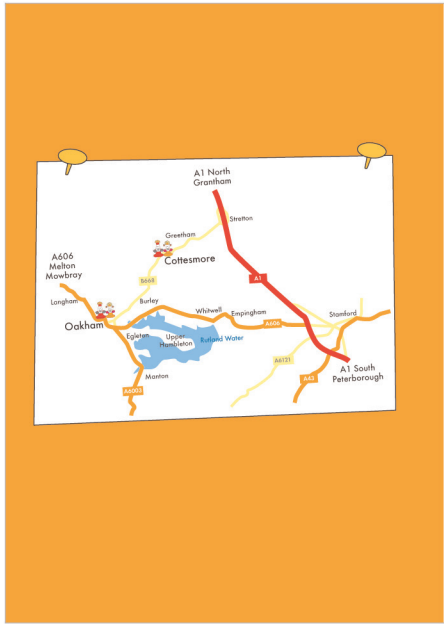 A1 North
Grantham
Stretton
Greetham
Cottesmore
A606
Melton
Mowbray
A1
B668
Langham
Burley
Whitwell
Empingham
Stamford
Oakham
A606
Egleton
Upper
Hambleton
Rutland Water
A6121
Manton
A1 South
Peterborough
A43
A6003